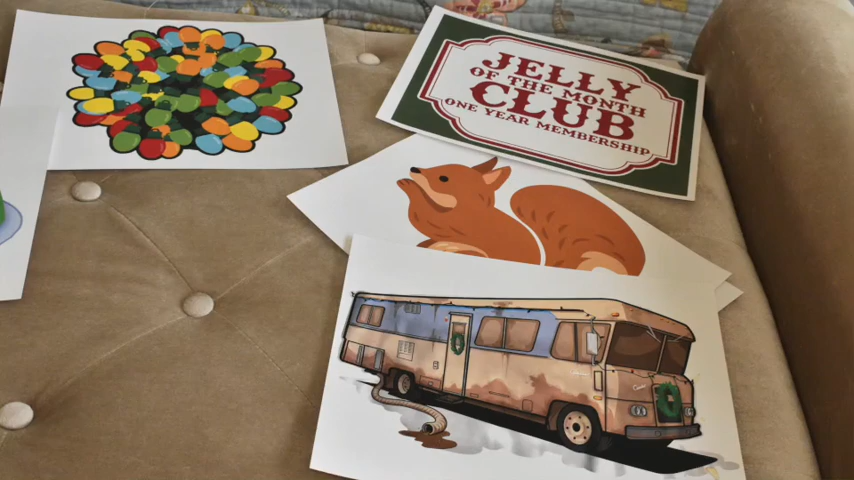 JELLY
OF THE MONTH
CLUB
ONE YEAR MEMBERSHIP